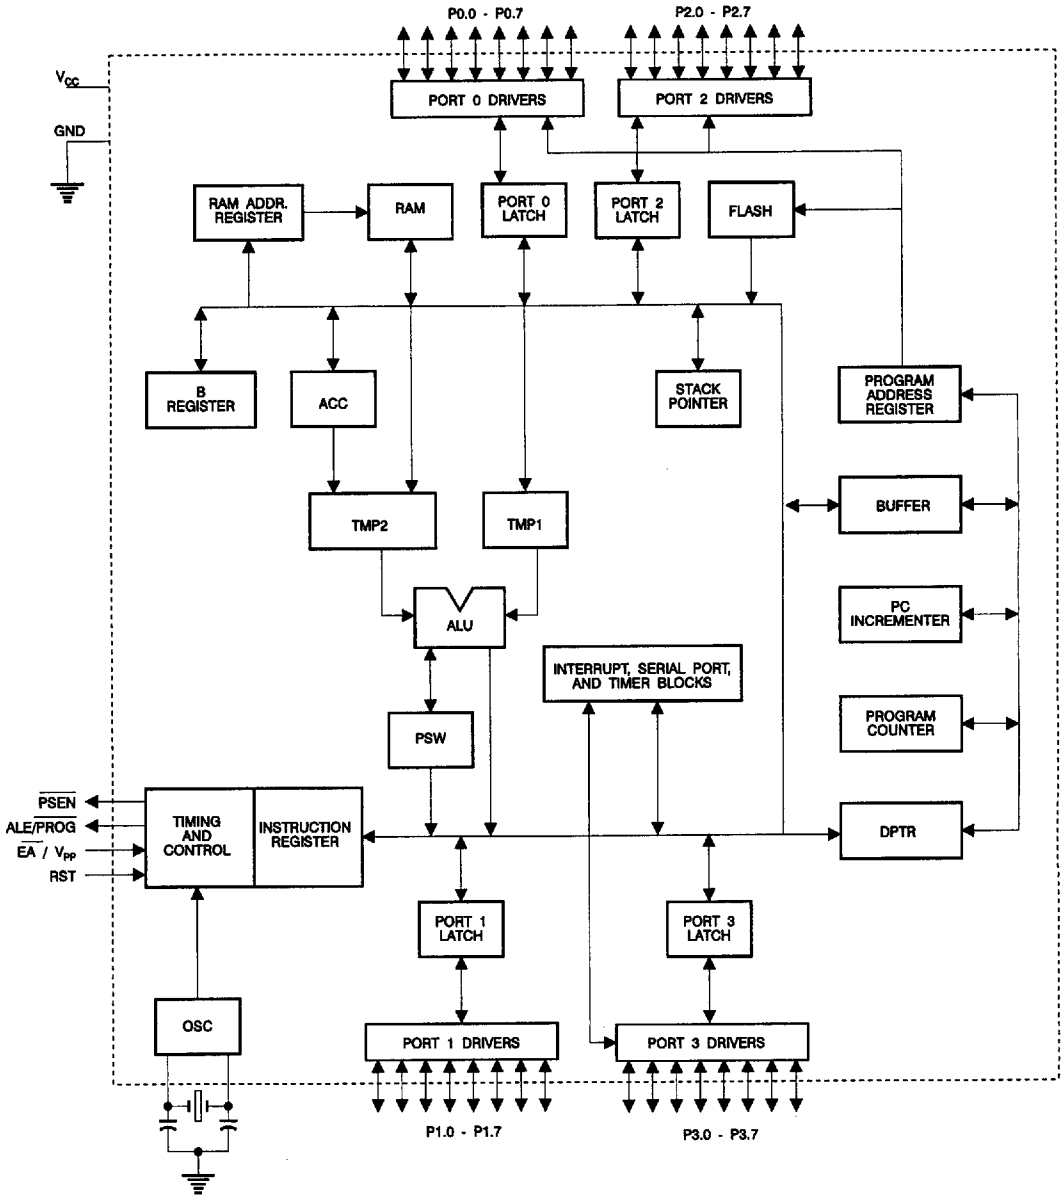 P0.0 - P0.7
P2.0 - P2.7
VCC
GND
PORT 0 DRIVERS
PORT 2 DRIVERS
RAM ADDR.
REGISTER
RAM
PORT 0
LATCH
PORT 2
LATCH
FLASH
B
REGISTER
ACC
STACK
POINTER
PROGRAM
ADDRESS
REGISTER
TMP2
TMP1
BUFFER
ALU
PC
INCREMENTER
INTERRUPT, SERIAL PORT,
AND TIMER BLOCKS
PSW
PROGRAM
COUNTER
PSEN
ALE/PROG
EA / VPP
RST
TIMING
AND
CONTROL
INSTRUCTION
REGISTER
DPTR
PORT 1
LATCH
PORT 3
LATCH
OSC
PORT 1 DRIVERS
PORT 3 DRIVERS
P1.0 - P1.7
P3.0 - P3.7